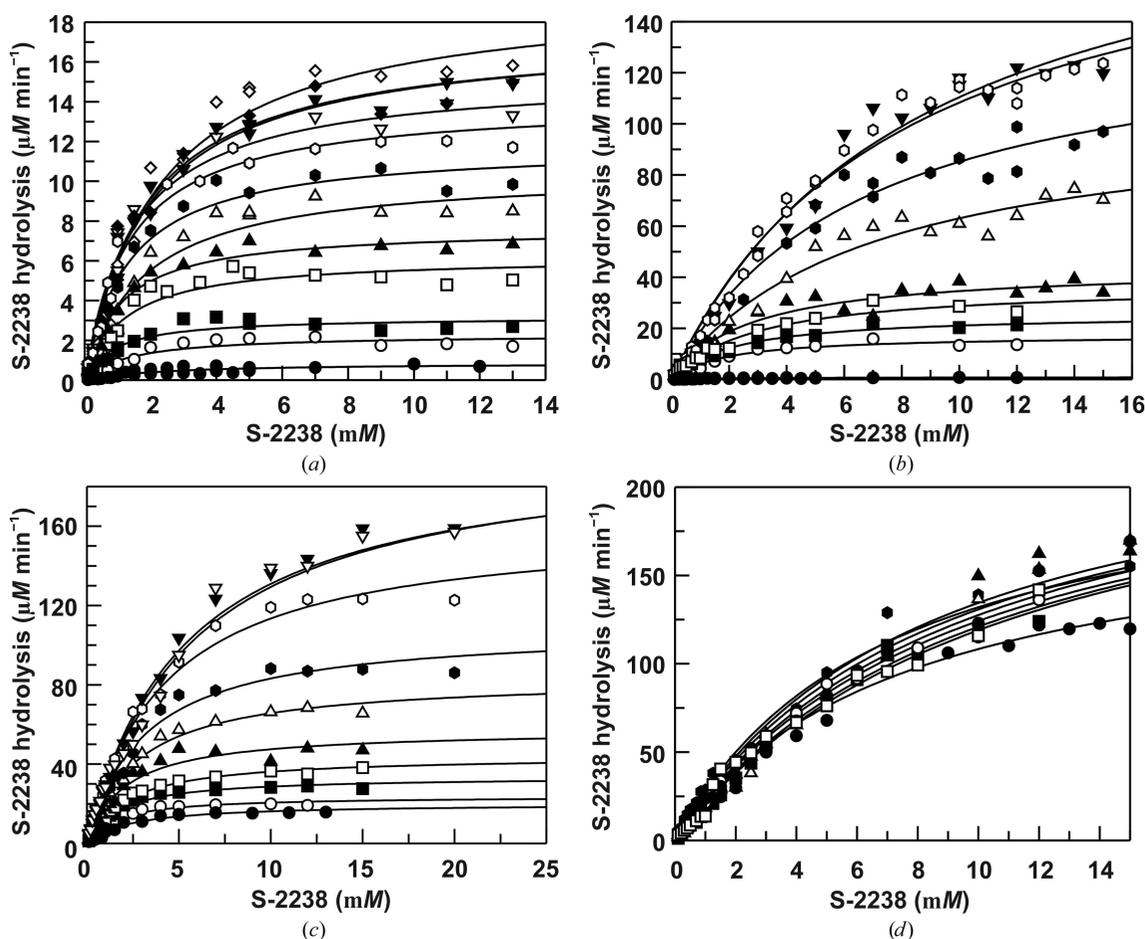 18
16
14
12
10
8
6
4
2
0
S-2238 hydrolysis (μM min⁻¹)
0 2 4 6 8 10 12 14
S-2238 (mM)
(a)
140
120
100
80
60
40
20
0
S-2238 hydrolysis (μM min⁻¹)
0 2 4 6 8 10 12 14 16
S-2238 (mM)
(b)
160
120
80
40
0
S-2238 hydrolysis (μM min⁻¹)
0 5 10 15 20 25
S-2238 (mM)
(c)
200
150
100
50
0
S-2238 hydrolysis (μM min⁻¹)
0 2 4 6 8 10 12 14
S-2238 (mM)
(d)